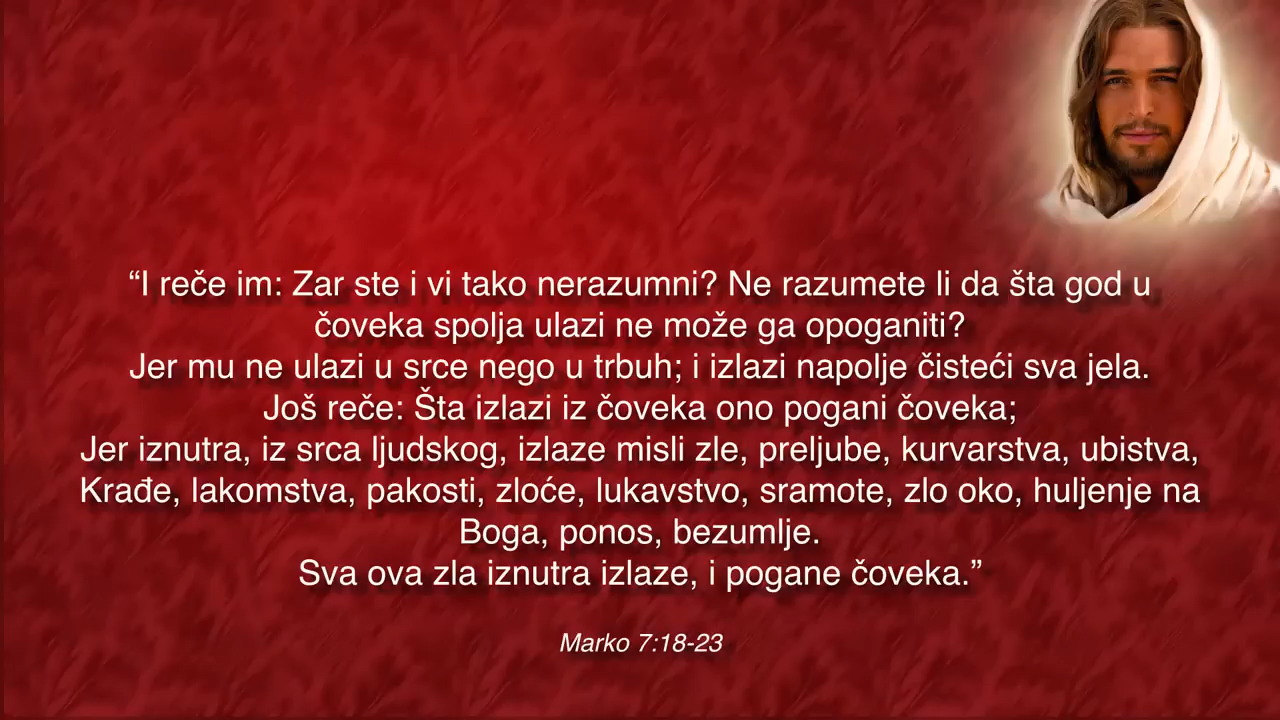 “I reče im: Zar ste i vi tako nerazumni? Ne razumete li da šta god u
čoveka spolja ulazi ne može ga opoganiti?
Jer mu ne ulazi u srce nego u trbuh; i izlazi napolje čisteći sva jela.
Još reče: Šta izlazi iz čoveka ono pogani čoveka;
Jer iznutra, iz srca ljudskog, izlaze misli zle, preljube, kurvarstva, ubistva,
Krađe, lakomstva, pakosti, zloće, lukavstvo, sramote, zlo oko, huljenje na
Boga, ponos, bezumlje.
Sva ova zla iznutra izlaze, i pogane čoveka.”
Marko 7:18-23